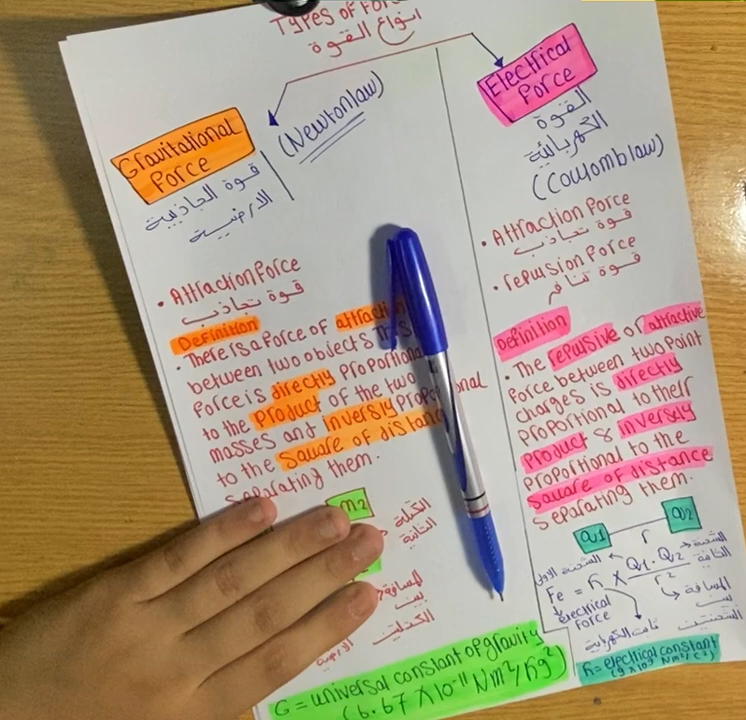 Types of Force
انواع القوة
Gravitational
Force
(Newton law)
قوة الجاذبية
الارضية
• Attraction Force
قوة تجاذب
Definition
• There is a force of attraction
between two objects This
Force is directly proportional
to the product of the two
masses and inversly proportional
to the square of distance
separating them.
m2
الكتلة
الثانية
المسافة
بين
الكتلتين
G = universal constant of gravity
(6.67 X 10-11 Nm2/Kg2)
Electrical
Force
القوة
الكهربائية
(Coulomb law)
• Attraction Force
قوة تجاذب
• repulsion Force
قوة تنافر
Definition
• The repulsive or attractive
Force between two point
charges is directly
proportional to their
product & inversly
proportional to the
square of distance
separating them.
Q1 r Q2
الشحنة الاولى
الشحنة
الثانية
Fe = K X Q1 . Q2 / r2
electrical
Force
ثابت الكهربائية
المسافة
بين
الشحنتين
K = electrical constant
(9 x 109 Nm2/C2)